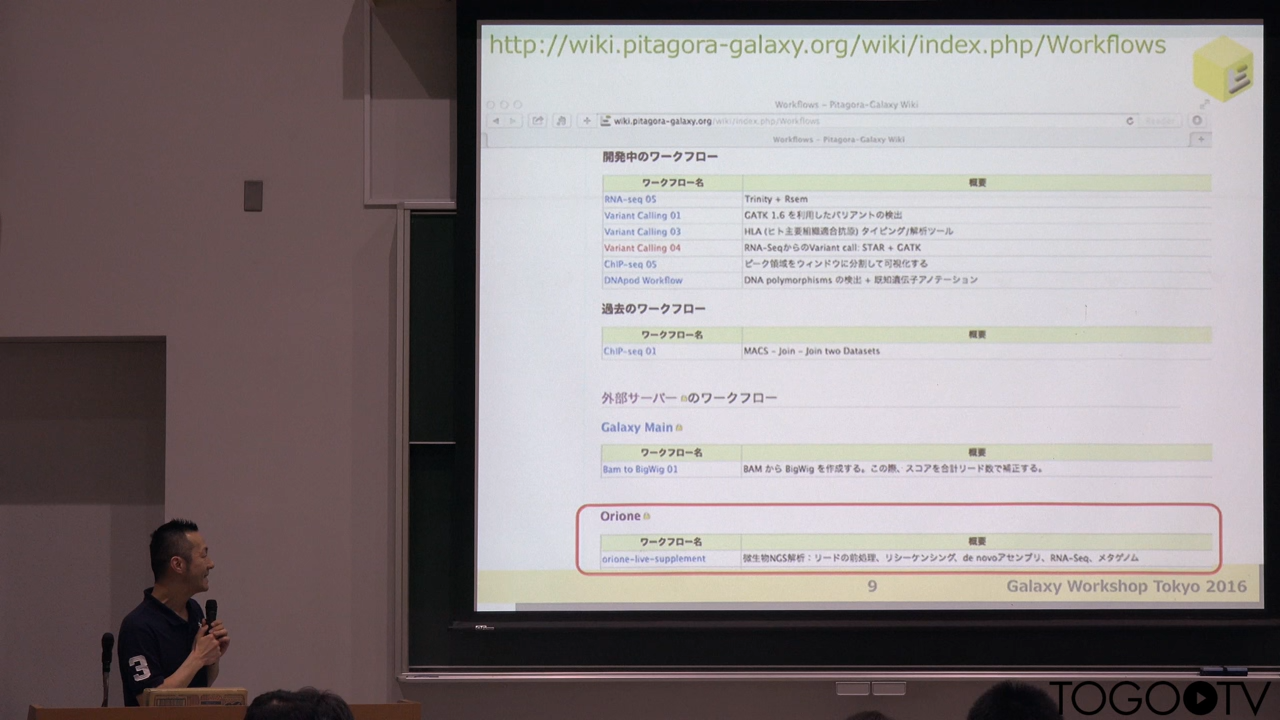 http://wiki.pitagora-galaxy.org/wiki/index.php/Workflows
Workflows – Pitagora-Galaxy Wiki
wiki.pitagora-galaxy.org/wiki/index.php/Workflows
Reader
Workflows – Pitagora-Galaxy Wiki
開発中のワークフロー
ワークフロー名 概要
RNA-seq 05 Trinity + Rsem
Variant Calling 01 GATK 1.6 を利用したバリアントの検出
Variant Calling 03 HLA (ヒト主要組織適合抗原) タイピング/解析ツール
Variant Calling 04 RNA-SeqからのVariant call: STAR + GATK
ChIP-seq 05 ピーク領域をウィンドウに分割して可視化する
DNApod Workflow DNA polymorphisms の検出 + 既知遺伝子アノテーション
過去のワークフロー
ワークフロー名 概要
ChIP-seq 01 MACS – Join – Join two Datasets
外部サーバー のワークフロー
Galaxy Main
ワークフロー名 概要
Bam to BigWig 01 BAM から BigWig を作成する。この際、スコアを合計リード数で補正する。
Orione
ワークフロー名 概要
orione-live-supplement 微生物NGS解析：リードの前処理、リシーケンシング、de novoアセンブリ、RNA-Seq、メタゲノム
9 Galaxy Workshop Tokyo 2016
3
TOGO TV